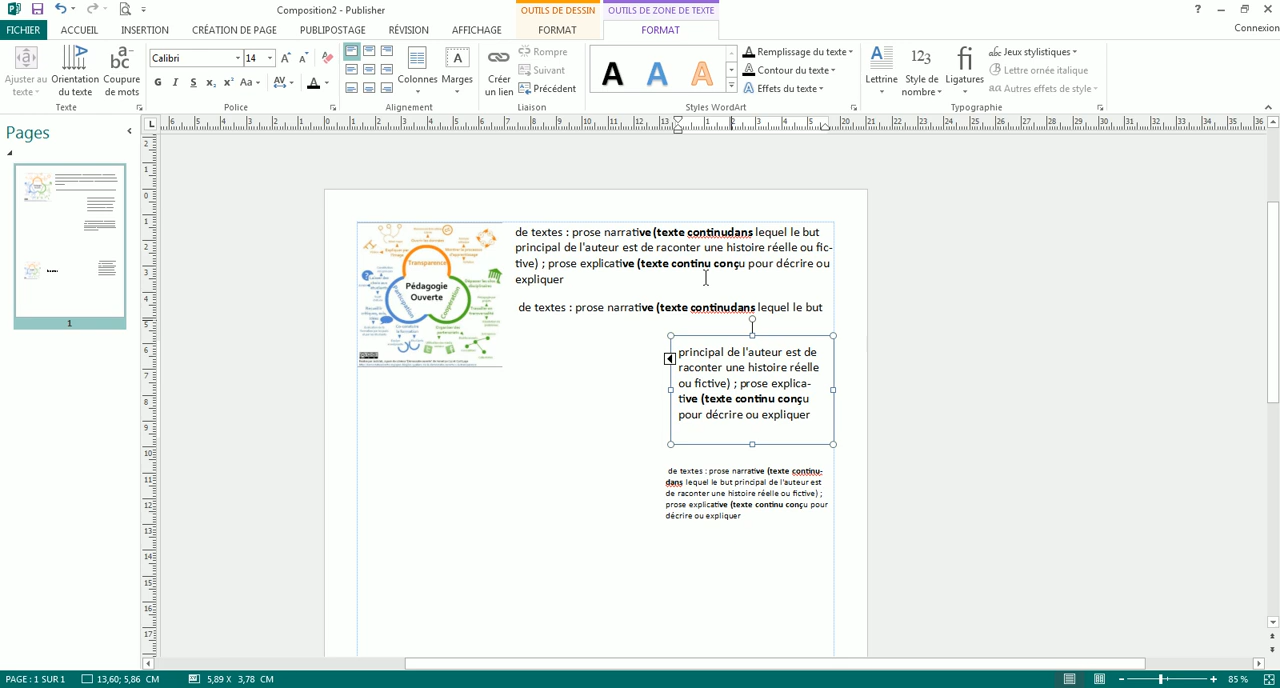 Composition2 - Publisher
OUTILS DE DESSIN
OUTILS DE ZONE DE TEXTE
Connexion
FICHIER ACCUEIL INSERTION CRÉATION DE PAGE PUBLIPOSTAGE RÉVISION AFFICHAGE FORMAT FORMAT
Ajuster au texte
Orientation du texte
Coupure de mots
Texte
Calibri 14
G I S x₂ x² Aa AV A
Police
Colonnes
Marges
Alignement
Créer un lien
Rompre
Suivant
Précédent
Liaison
A A A
Styles WordArt
Remplissage du texte
Contour du texte
Effets du texte
Lettrine
Style de nombre
Ligatures
Jeux stylistiques
Lettre ornée italique
Autres effets de style
Typographie
Pages
1
Transparence
Participation
Coopération
Pédagogie
Ouverte
de textes : prose narrative (texte continudans lequel le but
principal de l'auteur est de raconter une histoire réelle ou fic-
tive) ; prose explicative (texte continu conçu pour décrire ou
expliquer
de textes : prose narrative (texte continudans lequel le but
principal de l'auteur est de
raconter une histoire réelle
ou fictive) ; prose explica-
tive (texte continu conçu
pour décrire ou expliquer
de textes : prose narrative (texte continu-
dans lequel le but principal de l'auteur est
de raconter une histoire réelle ou fictive) ;
prose explicative (texte continu conçu pour
décrire ou expliquer
PAGE : 1 SUR 1
13,60; 5,86 CM
5,89 X 3,78 CM
85 %